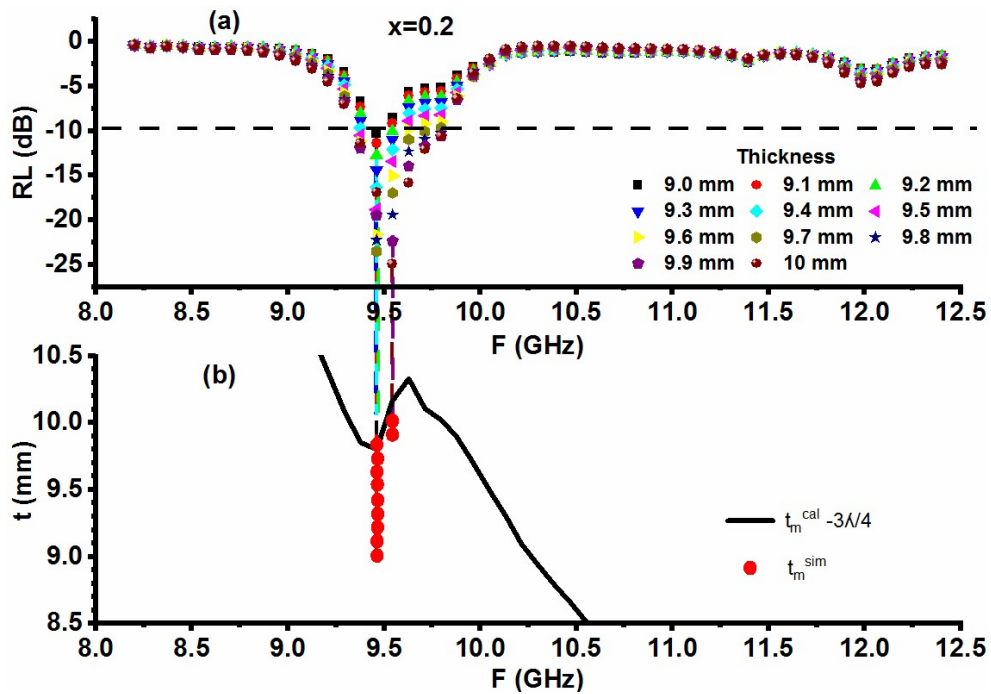 (a)
x=0.2
RL (dB)
0
-5
-10
-15
-20
-25
Thickness
9.0 mm 9.1 mm 9.2 mm
9.3 mm 9.4 mm 9.5 mm
9.6 mm 9.7 mm 9.8 mm
9.9 mm 10 mm
8.0 8.5 9.0 9.5 10.0 10.5 11.0 11.5 12.0 12.5
F (GHz)
(b)
t (mm)
10.5
10.0
9.5
9.0
8.5
t_m^cal -3λ/4
t_m^sim
8.0 8.5 9.0 9.5 10.0 10.5 11.0 11.5 12.0 12.5
F (GHz)